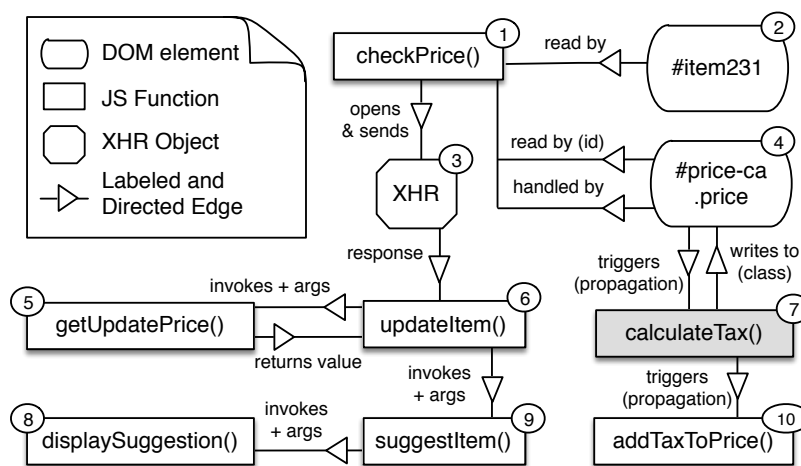 DOM element
JS Function
XHR Object
Labeled and
Directed Edge
1
checkPrice()
read by
2
#item231
opens
& sends
read by (id)
handled by
3
XHR
4
#price-ca
.price
response
triggers
(propagation)
writes to
(class)
5
getUpdatePrice()
invokes + args
returns value
6
updateItem()
7
calculateTax()
invokes
+ args
triggers
(propagation)
8
displaySuggestion()
invokes
+ args
9
suggestItem()
10
addTaxToPrice()